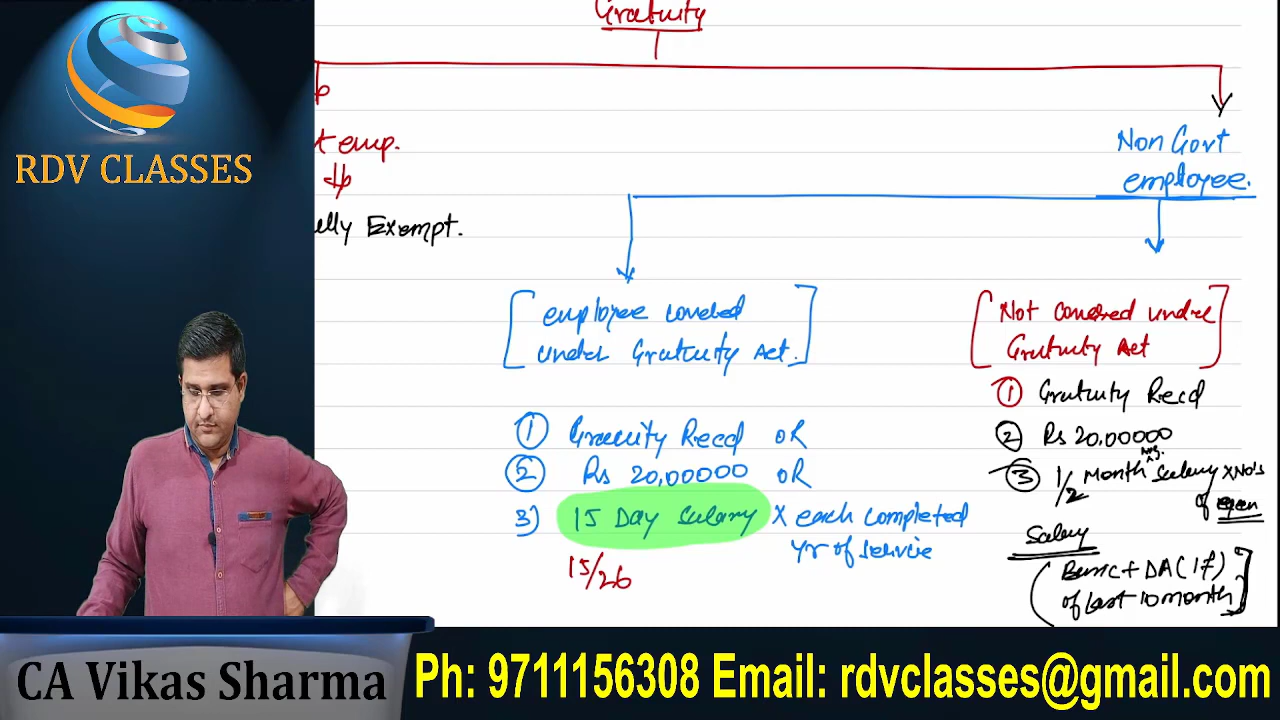 Gratuity
RDV CLASSES
t emp.
lly Exempt.
Non Govt
employee.
employee covered
under Gratuity Act.
① Gratuity Recd OR
② Rs 20,00000 OR
3) 15 Day Salary X each completed
yr of service
15/26
Not covered under
Gratuity Act
① Gratuity Recd
② Rs 20,00000
③ 1/2 Month Avg. Salary X No's
of
Salary
Basic + DA (If)
of Last 10 month
CA Vikas Sharma
Ph: 9711156308 Email: rdvclasses@gmail.com